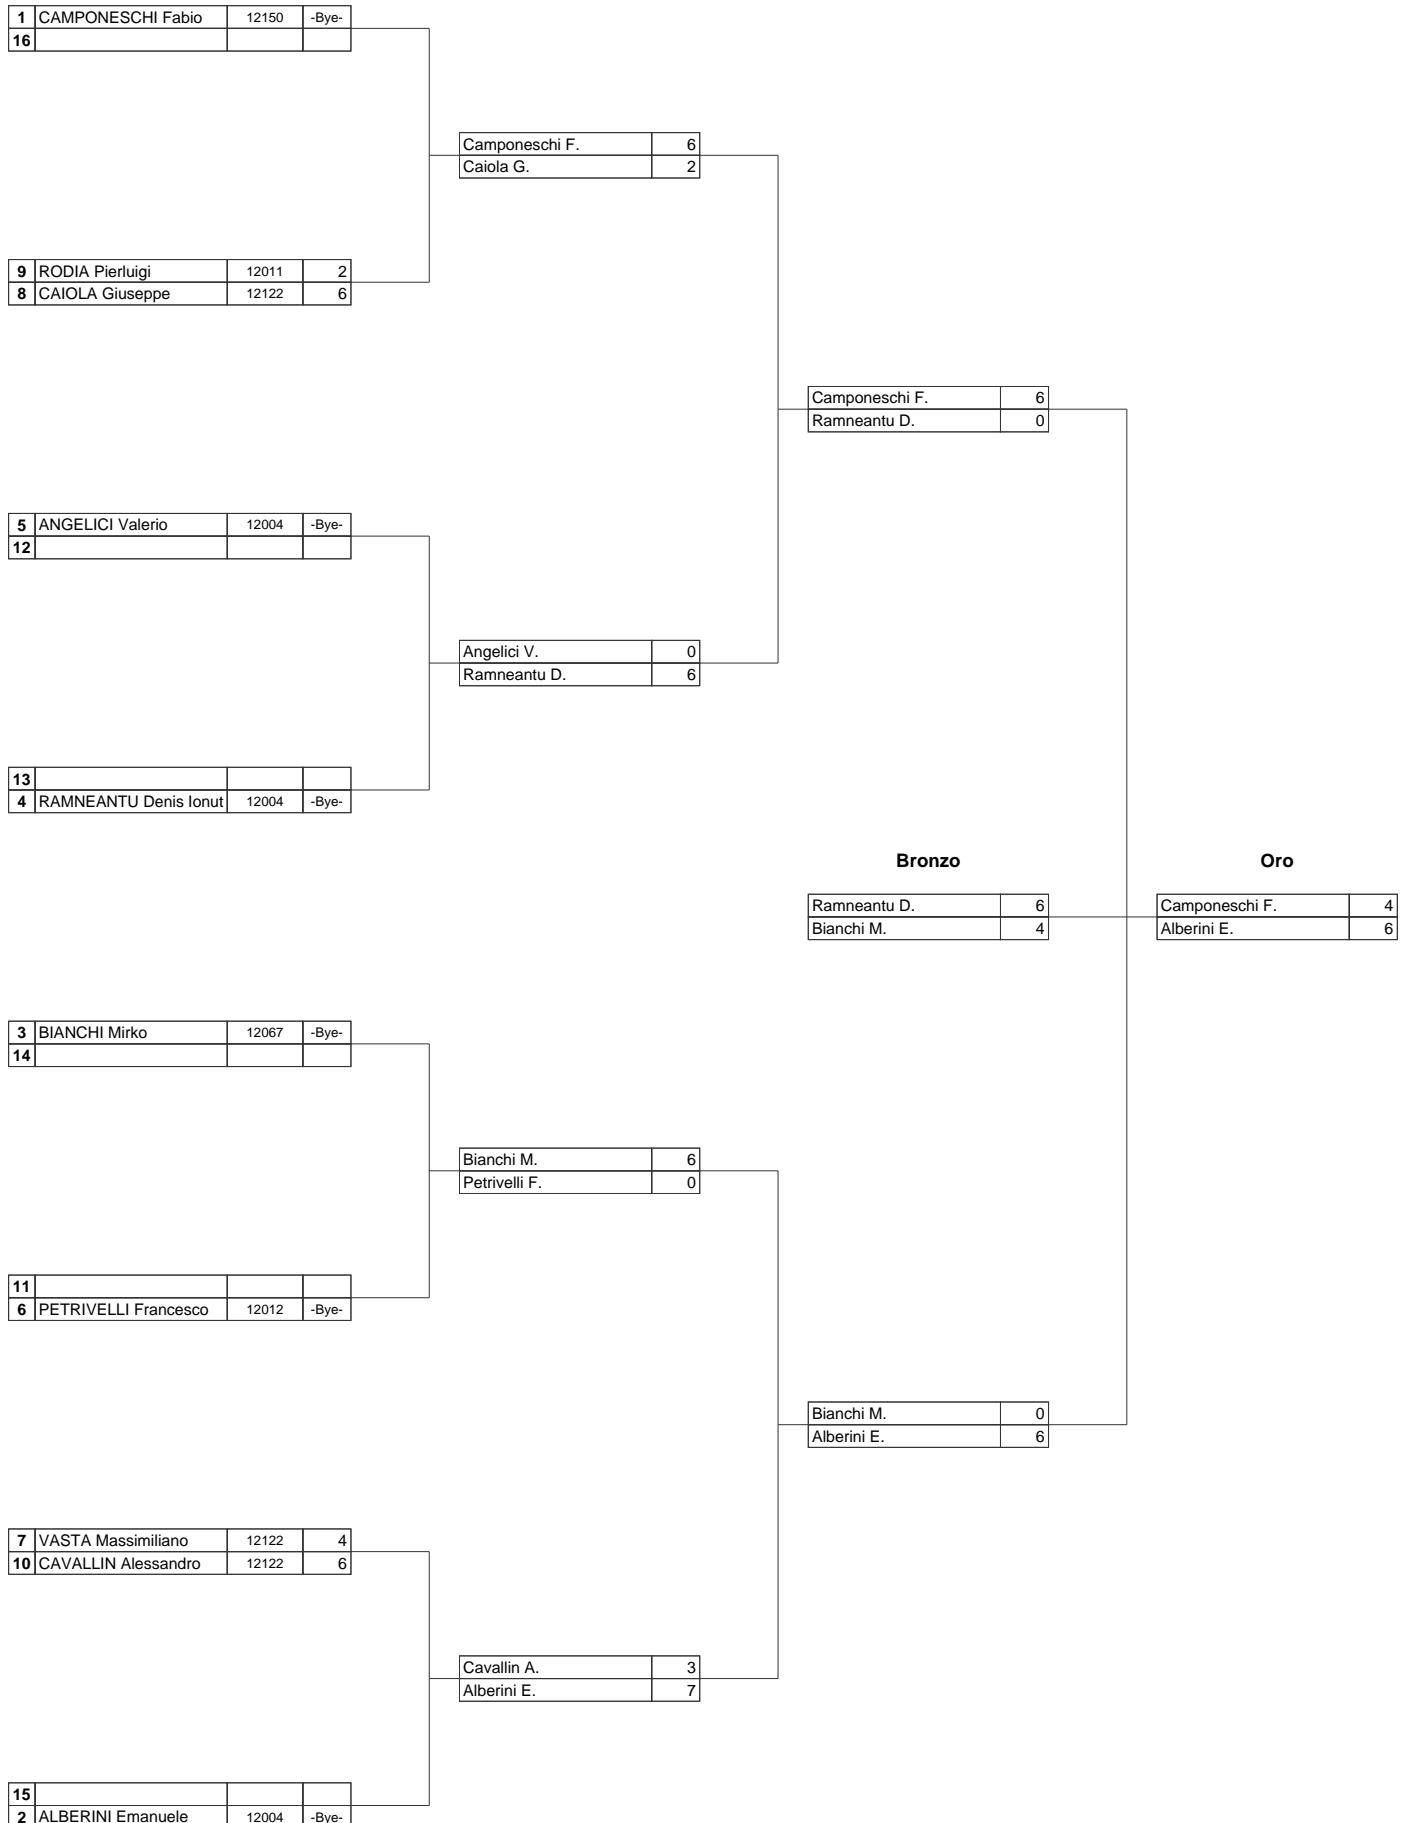 1 CAMPONESCHI Fabio 12150 -Bye-
16
Camponeschi F. 6
Caiola G. 2
9 RODIA Pierluigi 12011 2
8 CAIOLA Giuseppe 12122 6
Camponeschi F. 6
Ramneantu D. 0
5 ANGELICI Valerio 12004 -Bye-
12
Angelici V. 0
Ramneantu D. 6
13
4 RAMNEANTU Denis Ionut 12004 -Bye-
Bronzo Oro
Ramneantu D. 6 Camponeschi F. 4
Bianchi M. 4 Alberini E. 6
3 BIANCHI Mirko 12067 -Bye-
14
Bianchi M. 6
Petrivelli F. 0
11
6 PETRIVELLI Francesco 12012 -Bye-
Bianchi M. 0
Alberini E. 6
7 VASTA Massimiliano 12122 4
10 CAVALLIN Alessandro 12122 6
Cavallin A. 3
Alberini E. 7
15
2 ALBERINI Emanuele 12004 -Bye-